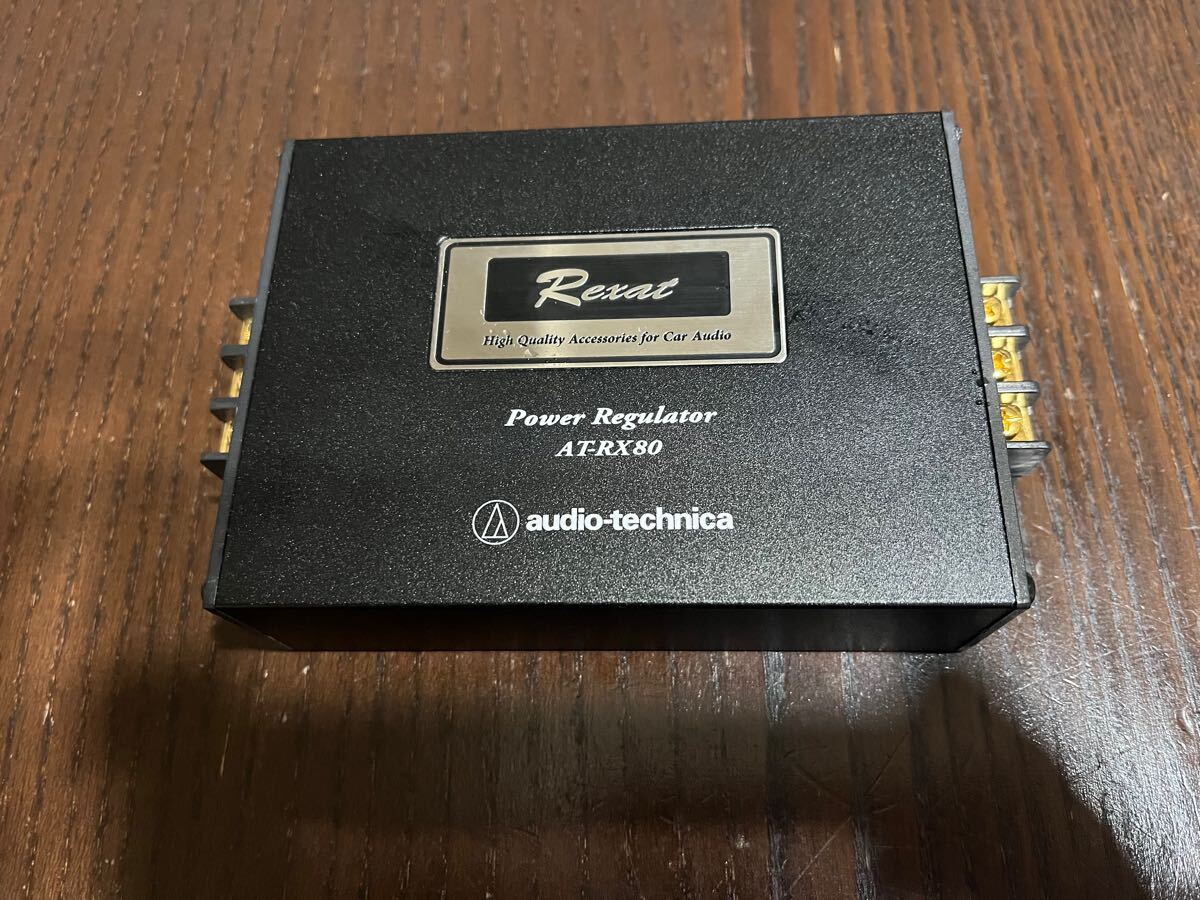 Rexat
High Quality Accessories for Car Audio
Power Regulator
AT-RX80
audio-technica